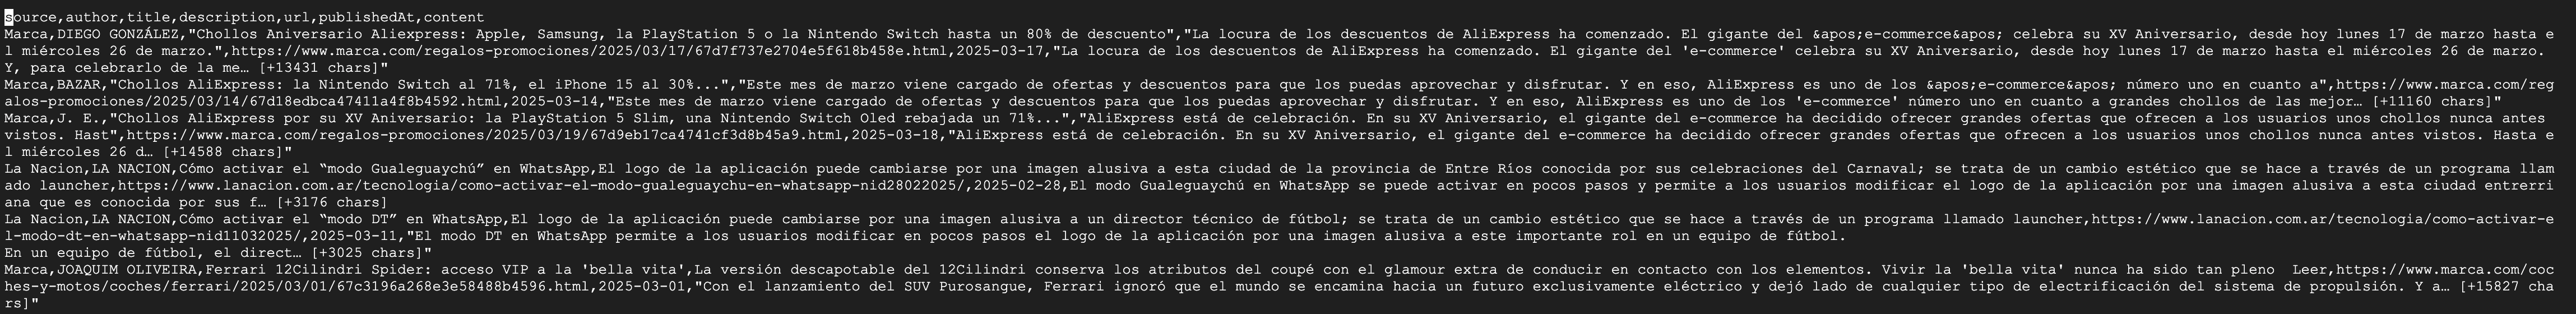 source,author,title,description,url,publishedAt,content
Marca,DIEGO GONZÁLEZ,"Chollos Aniversario Aliexpress: Apple, Samsung, la PlayStation 5 o la Nintendo Switch hasta un 80% de descuento","La locura de los descuentos de AliExpress ha comenzado. El gigante del &apos;e-commerce&apos; celebra su XV Aniversario, desde hoy lunes 17 de marzo hasta e
l miércoles 26 de marzo.",https://www.marca.com/regalos-promociones/2025/03/17/67d7f737e2704e5f618b458e.html,2025-03-17,"La locura de los descuentos de AliExpress ha comenzado. El gigante del 'e-commerce' celebra su XV Aniversario, desde hoy lunes 17 de marzo hasta el miércoles 26 de marzo.
Y, para celebrarlo de la me… [+13431 chars]"
Marca,BAZAR,"Chollos AliExpress: la Nintendo Switch al 71%, el iPhone 15 al 30%...","Este mes de marzo viene cargado de ofertas y descuentos para que los puedas aprovechar y disfrutar. Y en eso, AliExpress es uno de los &apos;e-commerce&apos; número uno en cuanto a",https://www.marca.com/reg
alos-promociones/2025/03/14/67d18edbca47411a4f8b4592.html,2025-03-14,"Este mes de marzo viene cargado de ofertas y descuentos para que los puedas aprovechar y disfrutar. Y en eso, AliExpress es uno de los 'e-commerce' número uno en cuanto a grandes chollos de las mejor… [+11160 chars]"
Marca,J. E.,"Chollos AliExpress por su XV Aniversario: la PlayStation 5 Slim, una Nintendo Switch Oled rebajada un 71%...","AliExpress está de celebración. En su XV Aniversario, el gigante del e-commerce ha decidido ofrecer grandes ofertas que ofrecen a los usuarios unos chollos nunca antes
vistos. Hast",https://www.marca.com/regalos-promociones/2025/03/19/67d9eb17ca4741cf3d8b45a9.html,2025-03-18,"AliExpress está de celebración. En su XV Aniversario, el gigante del e-commerce ha decidido ofrecer grandes ofertas que ofrecen a los usuarios unos chollos nunca antes vistos. Hasta e
l miércoles 26 d… [+14588 chars]"
La Nacion,LA NACION,Cómo activar el “modo Gualeguaychú” en WhatsApp,El logo de la aplicación puede cambiarse por una imagen alusiva a esta ciudad de la provincia de Entre Ríos conocida por sus celebraciones del Carnaval; se trata de un cambio estético que se hace a través de un programa llam
ado launcher,https://www.lanacion.com.ar/tecnologia/como-activar-el-modo-gualeguaychu-en-whatsapp-nid28022025/,2025-02-28,El modo Gualeguaychú en WhatsApp se puede activar en pocos pasos y permite a los usuarios modificar el logo de la aplicación por una imagen alusiva a esta ciudad entrerri
ana que es conocida por sus f… [+3176 chars]
La Nacion,LA NACION,Cómo activar el “modo DT” en WhatsApp,El logo de la aplicación puede cambiarse por una imagen alusiva a un director técnico de fútbol; se trata de un cambio estético que se hace a través de un programa llamado launcher,https://www.lanacion.com.ar/tecnologia/como-activar-e
l-modo-dt-en-whatsapp-nid11032025/,2025-03-11,"El modo DT en WhatsApp permite a los usuarios modificar en pocos pasos el logo de la aplicación por una imagen alusiva a este importante rol en un equipo de fútbol.
En un equipo de fútbol, el direct… [+3025 chars]"
Marca,JOAQUIM OLIVEIRA,Ferrari 12Cilindri Spider: acceso VIP a la 'bella vita',La versión descapotable del 12Cilindri conserva los atributos del coupé con el glamour extra de conducir en contacto con los elementos. Vivir la 'bella vita' nunca ha sido tan pleno  Leer,https://www.marca.com/coc
hes-y-motos/coches/ferrari/2025/03/01/67c3196a268e3e58488b4596.html,2025-03-01,"Con el lanzamiento del SUV Purosangue, Ferrari ignoró que el mundo se encamina hacia un futuro exclusivamente eléctrico y dejó lado de cualquier tipo de electrificación del sistema de propulsión. Y a… [+15827 cha
rs]"